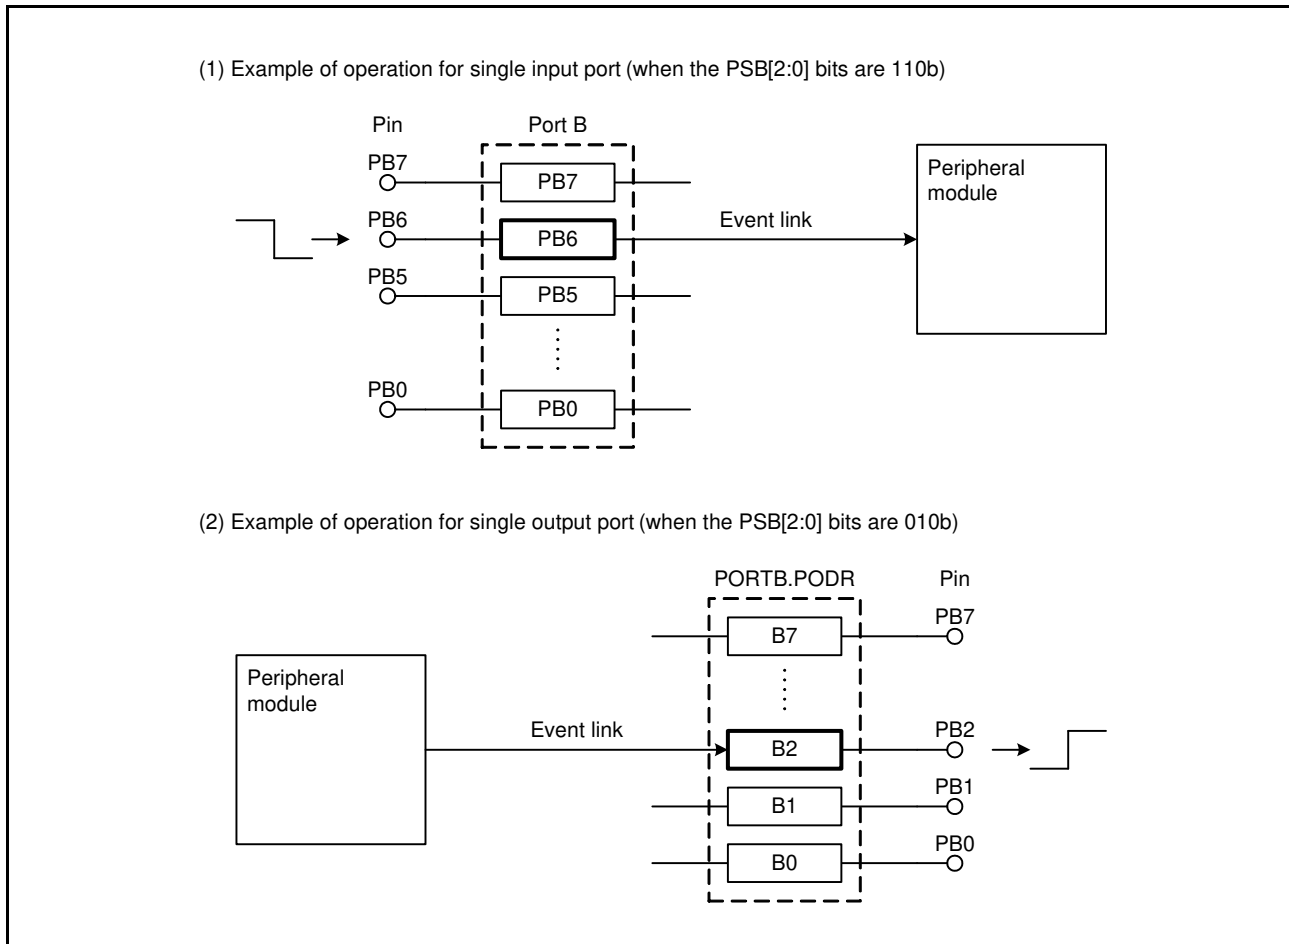 (1) Example of operation for single input port (when the PSB[2:0] bits are 110b)
Pin
Port B
PB7
PB7
Peripheral
module
PB6
PB6
Event link
PB5
PB5
PB0
PB0
(2) Example of operation for single output port (when the PSB[2:0] bits are 010b)
PORTB.PODR
Pin
B7
PB7
Peripheral
module
Event link
B2
PB2
B1
PB1
B0
PB0